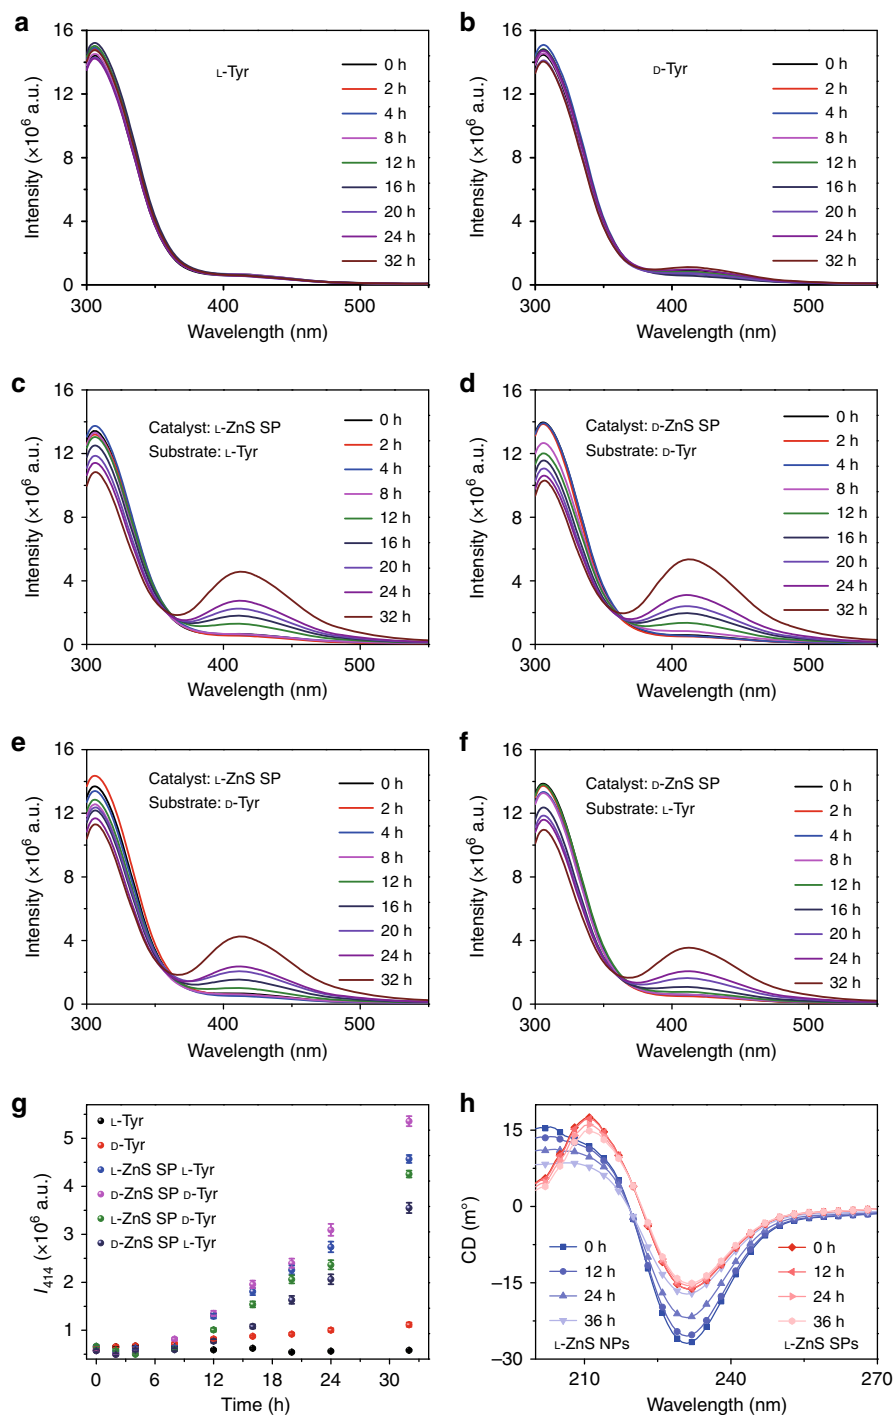 a
16
12
8
4
0
300
400
500
Intensity (×10⁶ a.u.)
Wavelength (nm)
L-Tyr
0 h
2 h
4 h
8 h
12 h
16 h
20 h
24 h
32 h
b
16
12
8
4
0
300
400
500
Intensity (×10⁶ a.u.)
Wavelength (nm)
D-Tyr
0 h
2 h
4 h
8 h
12 h
16 h
20 h
24 h
32 h
c
16
12
8
4
0
300
400
500
Intensity (×10⁶ a.u.)
Wavelength (nm)
Catalyst: L-ZnS SP
Substrate: L-Tyr
0 h
2 h
4 h
8 h
12 h
16 h
20 h
24 h
32 h
d
16
12
8
4
0
300
400
500
Intensity (×10⁶ a.u.)
Wavelength (nm)
Catalyst: D-ZnS SP
Substrate: D-Tyr
0 h
2 h
4 h
8 h
12 h
16 h
20 h
24 h
32 h
e
16
12
8
4
0
300
400
500
Intensity (×10⁶ a.u.)
Wavelength (nm)
Catalyst: L-ZnS SP
Substrate: D-Tyr
0 h
2 h
4 h
8 h
12 h
16 h
20 h
24 h
32 h
f
16
12
8
4
0
300
400
500
Intensity (×10⁶ a.u.)
Wavelength (nm)
Catalyst: D-ZnS SP
Substrate: L-Tyr
0 h
2 h
4 h
8 h
12 h
16 h
20 h
24 h
32 h
g
5
4
3
2
1
0
6
12
18
24
30
I₄₁₄ (×10⁶ a.u.)
Time (h)
L-Tyr
D-Tyr
L-ZnS SP L-Tyr
D-ZnS SP D-Tyr
L-ZnS SP D-Tyr
D-ZnS SP L-Tyr
h
15
0
−15
−30
210
240
270
CD (m°)
Wavelength (nm)
0 h
12 h
24 h
36 h
L-ZnS NPs
0 h
12 h
24 h
36 h
L-ZnS SPs